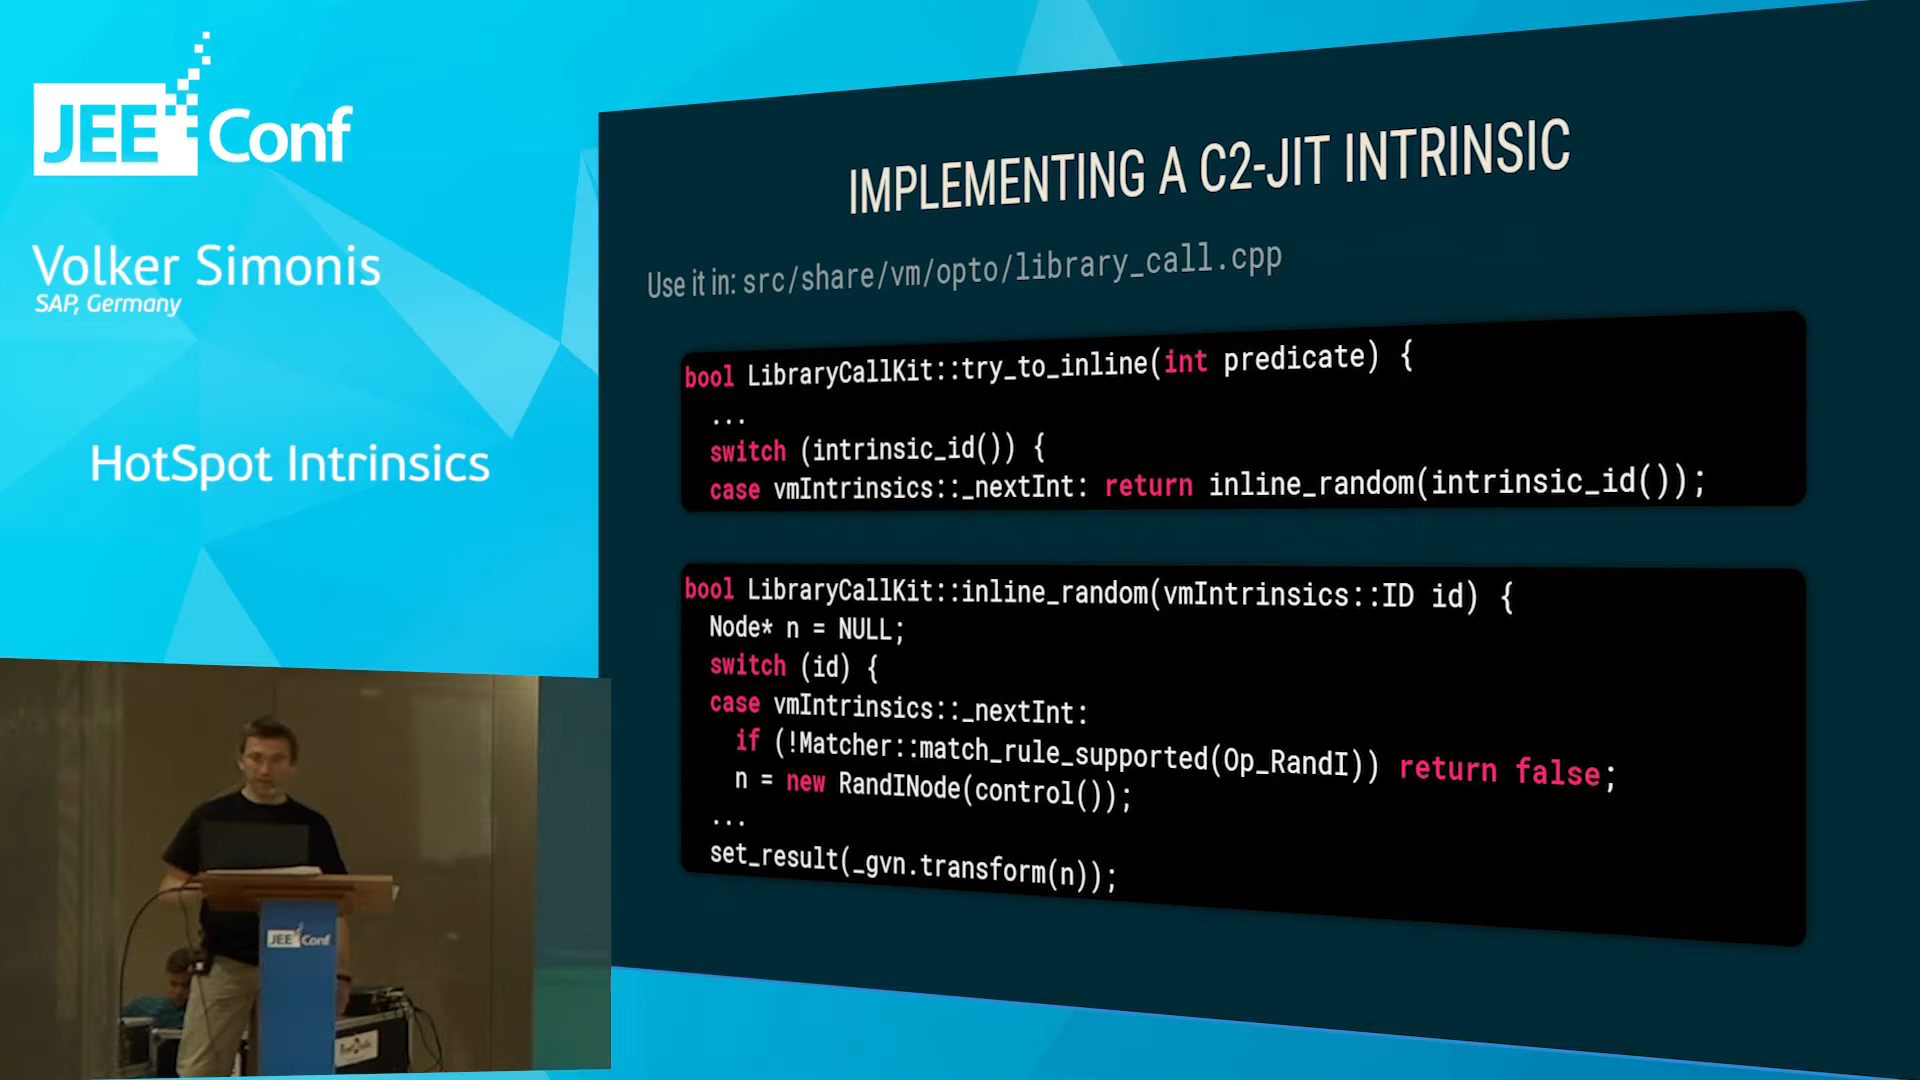 JEE Conf
Volker Simonis
SAP, Germany
HotSpot Intrinsics
IMPLEMENTING A C2-JIT INTRINSIC
Use it in: src/share/vm/opto/library_call.cpp
bool LibraryCallKit::try_to_inline(int predicate) {
...
switch (intrinsic_id()) {
case vmIntrinsics::_nextInt: return inline_random(intrinsic_id());
bool LibraryCallKit::inline_random(vmIntrinsics::ID id) {
Node* n = NULL;
switch (id) {
case vmIntrinsics::_nextInt:
if (!Matcher::match_rule_supported(Op_RandI)) return false;
n = new RandINode(control());
...
set_result(_gvn.transform(n));
JEE Conf